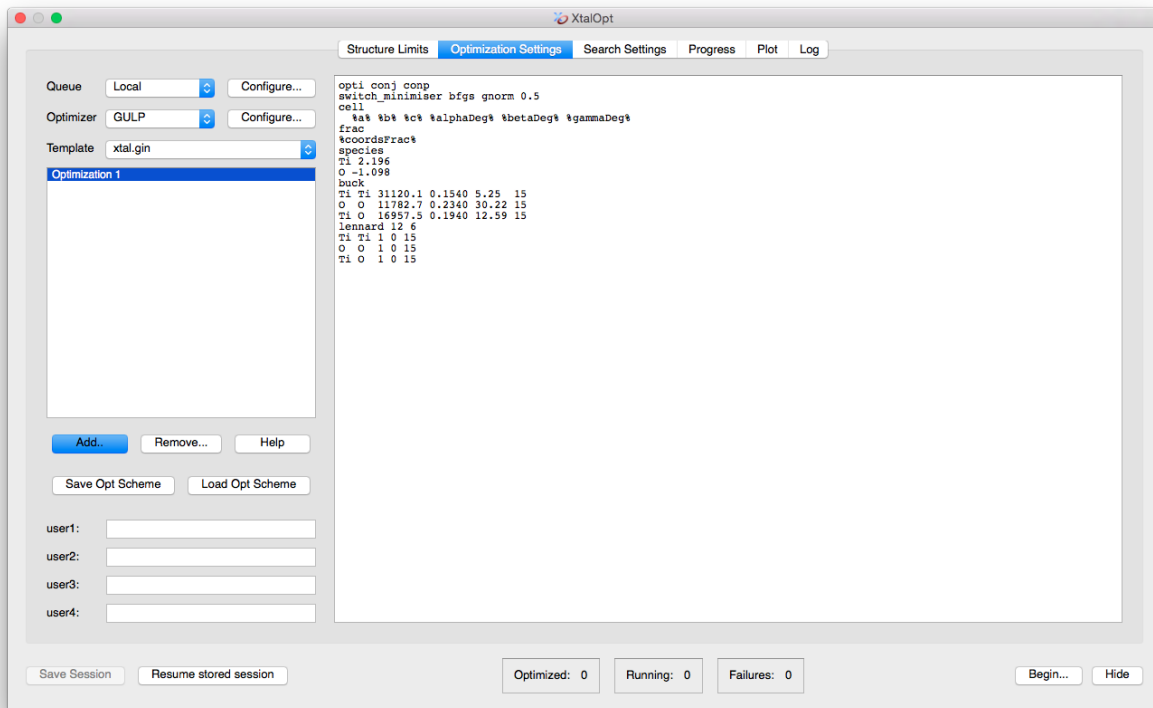 XtalOpt
Structure Limits Optimization Settings Search Settings Progress Plot Log
Queue Local Configure...
Optimizer GULP Configure...
Template xtal.gin
Optimization 1
Add.. Remove... Help
Save Opt Scheme Load Opt Scheme
user1:
user2:
user3:
user4:
opti conj conp
switch_minimiser bfgs gnorm 0.5
cell
%a% %b% %c% %alphaDeg% %betaDeg% %gammaDeg%
frac
%coordsFrac%
species
Ti 2.196
O -1.098
buck
Ti Ti 31120.1 0.1540 5.25 15
O O 11782.7 0.2340 30.22 15
Ti O 16957.5 0.1940 12.59 15
lennard 12 6
Ti Ti 1 0 15
O O 1 0 15
Ti O 1 0 15
Save Session Resume stored session Optimized: 0 Running: 0 Failures: 0 Begin... Hide